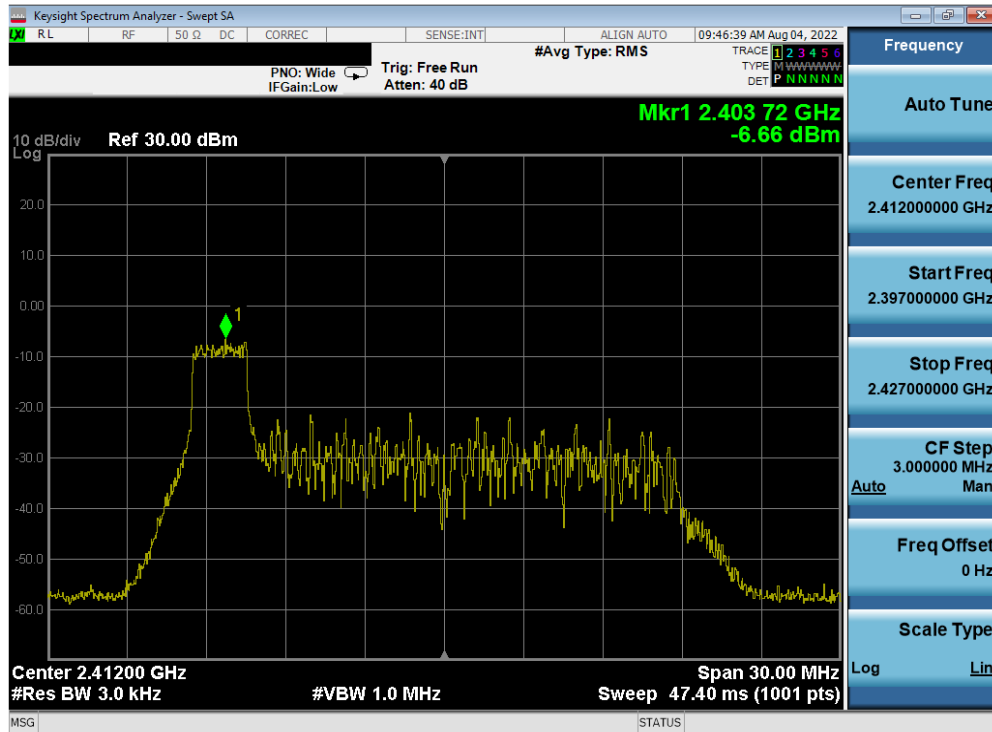 Keysight Spectrum Analyzer - Swept SA
LXI RL RF 50 Ω DC CORREC SENSE:INT ALIGN AUTO 09:46:39 AM Aug 04, 2022
#Avg Type: RMS TRACE 1 2 3 4 5 6
PNO: Wide Trig: Free Run TYPE M WWWWW
IFGain:Low Atten: 40 dB DET P N N N N N
Mkr1 2.403 72 GHz
-6.66 dBm
10 dB/div Ref 30.00 dBm
Log
20.0
10.0
0.00
1
-10.0
-20.0
-30.0
-40.0
-50.0
-60.0
Center 2.41200 GHz Span 30.00 MHz
#Res BW 3.0 kHz #VBW 1.0 MHz Sweep 47.40 ms (1001 pts)
MSG STATUS
Frequency
Auto Tune
Center Freq
2.412000000 GHz
Start Freq
2.397000000 GHz
Stop Freq
2.427000000 GHz
CF Step
3.000000 MHz
Auto Man
Freq Offset
0 Hz
Scale Type
Log Lin